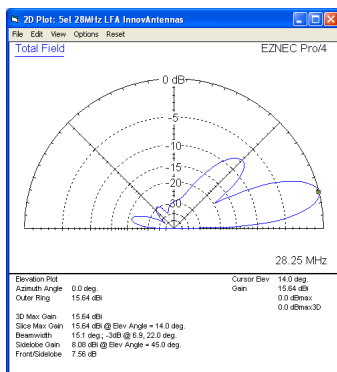 2D Plot: 5el 28MHz LFA InnovAntennas
File Edit View Options Reset
Total Field
EZNEC Pro/4
0 dB
-5
-10
-15
-20
-30
28.25 MHz
Elevation Plot
Azimuth Angle 0.0 deg.
Outer Ring 15.64 dBi
Cursor Elev 14.0 deg.
Gain 15.64 dBi
0.0 dBmax
0.0 dBmax3D
3D Max Gain 15.64 dBi
Slice Max Gain 15.64 dBi @ Elev Angle = 14.0 deg.
Beamwidth 15.1 deg.; -3dB @ 6.9, 22.0 deg.
Sidelobe Gain 8.08 dBi @ Elev Angle = 45.0 deg.
Front/Sidelobe 7.56 dB